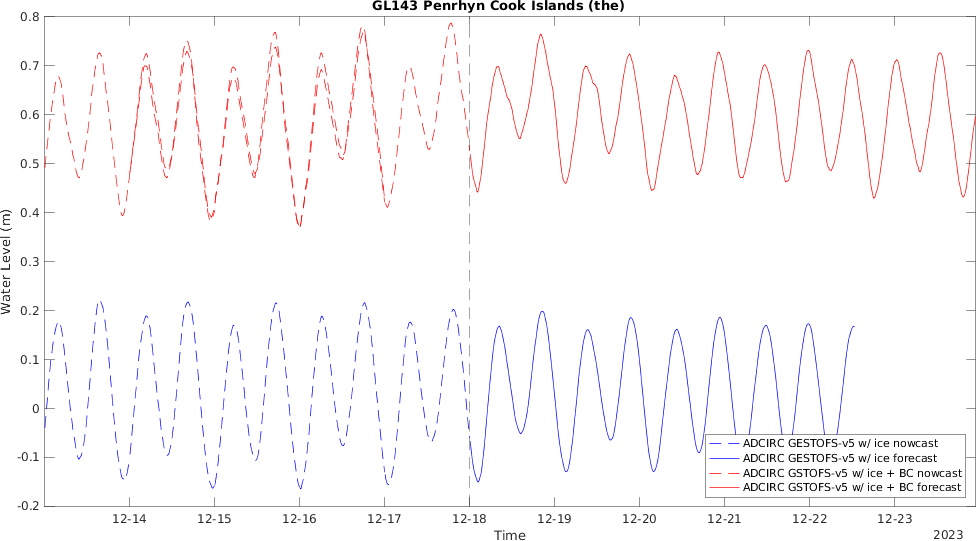 GL143 Penrhyn Cook Islands (the)
0.8
0.7
0.6
0.5
0.4
0.3
0.2
0.1
0
-0.1
-0.2
Water Level (m)
12-14 12-15 12-16 12-17 12-18 12-19 12-20 12-21 12-22 12-23
Time
2023
ADCIRC GESTOFS-v5 w/ ice nowcast
ADCIRC GESTOFS-v5 w/ ice forecast
ADCIRC GSTOFS-v5 w/ ice + BC nowcast
ADCIRC GSTOFS-v5 w/ ice + BC forecast